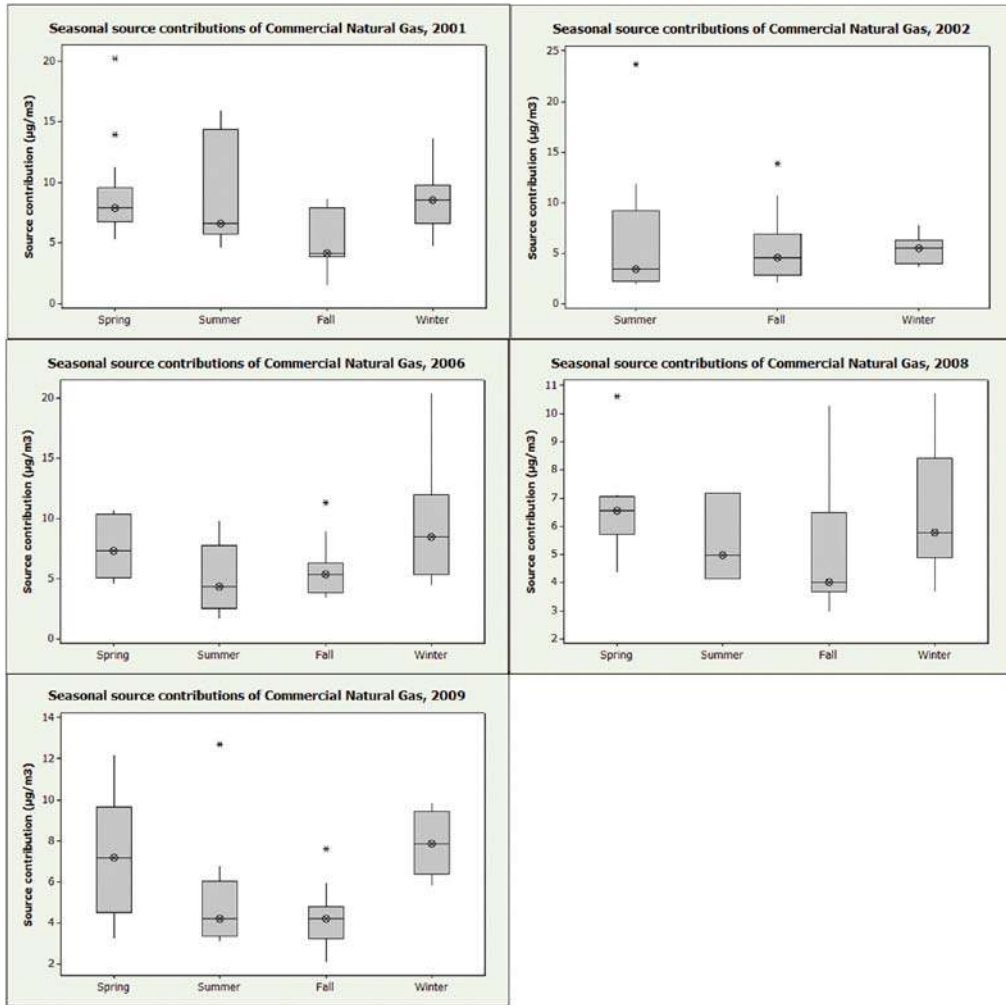 Seasonal source contributions of Commercial Natural Gas, 2001
Source contribution (µg/m3)
20
15
10
5
0
Spring Summer Fall Winter
Seasonal source contributions of Commercial Natural Gas, 2002
Source contribution (µg/m3)
25
20
15
10
5
0
Summer Fall Winter
Seasonal source contributions of Commercial Natural Gas, 2006
Source contribution (µg/m3)
20
15
10
5
0
Spring Summer Fall Winter
Seasonal source contributions of Commercial Natural Gas, 2008
Source contribution (µg/m3)
11
10
9
8
7
6
5
4
3
2
Spring Summer Fall Winter
Seasonal source contributions of Commercial Natural Gas, 2009
Source contribution (µg/m3)
14
12
10
8
6
4
2
Spring Summer Fall Winter